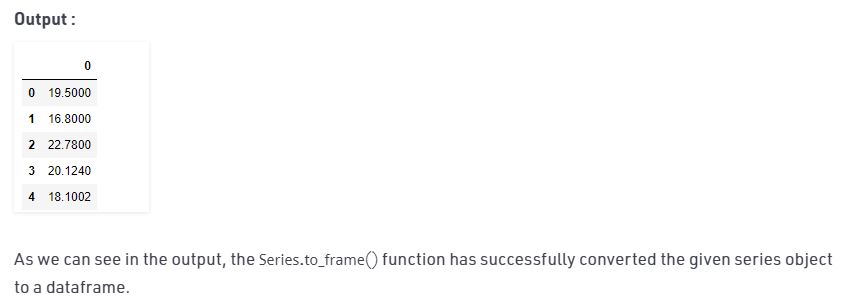 Output :
0
0 19.5000
1 16.8000
2 22.7800
3 20.1240
4 18.1002
As we can see in the output, the Series.to_frame() function has successfully converted the given series object
to a dataframe.